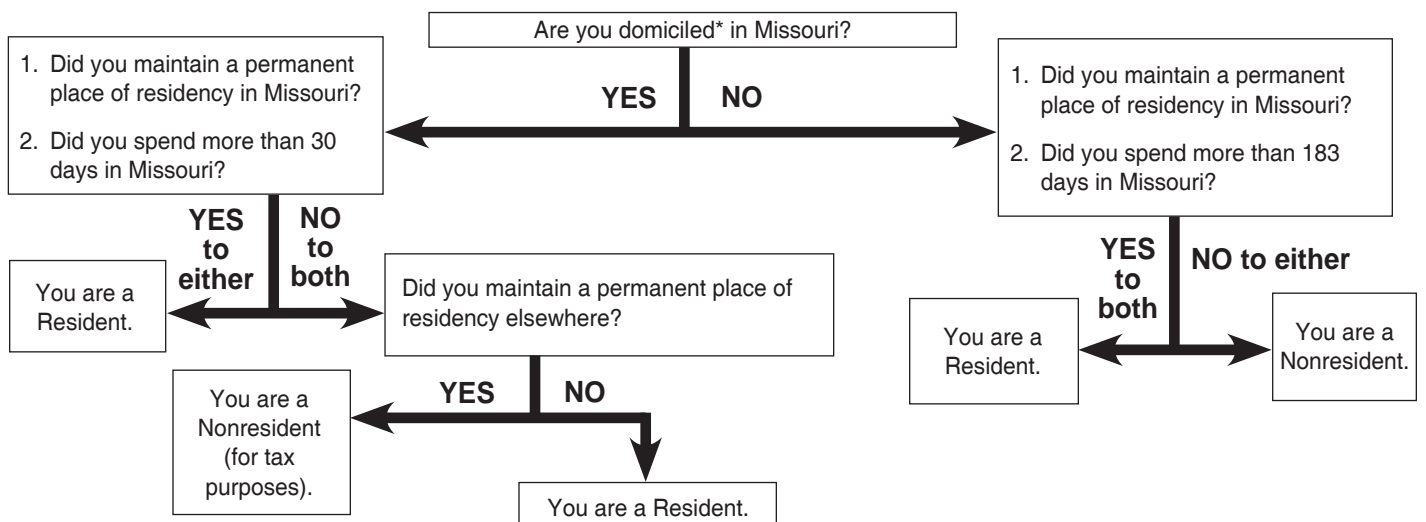 Are you domiciled* in Missouri?
YES
NO
1. Did you maintain a permanent
place of residency in Missouri?
2. Did you spend more than 30
days in Missouri?
1. Did you maintain a permanent
place of residency in Missouri?
2. Did you spend more than 183
days in Missouri?
YES
to
either
NO
to
both
You are a
Resident.
Did you maintain a permanent place of
residency elsewhere?
YES
NO
You are a
Nonresident
(for tax
purposes).
You are a Resident.
YES
to
both
NO to either
You are a
Resident.
You are a
Nonresident.